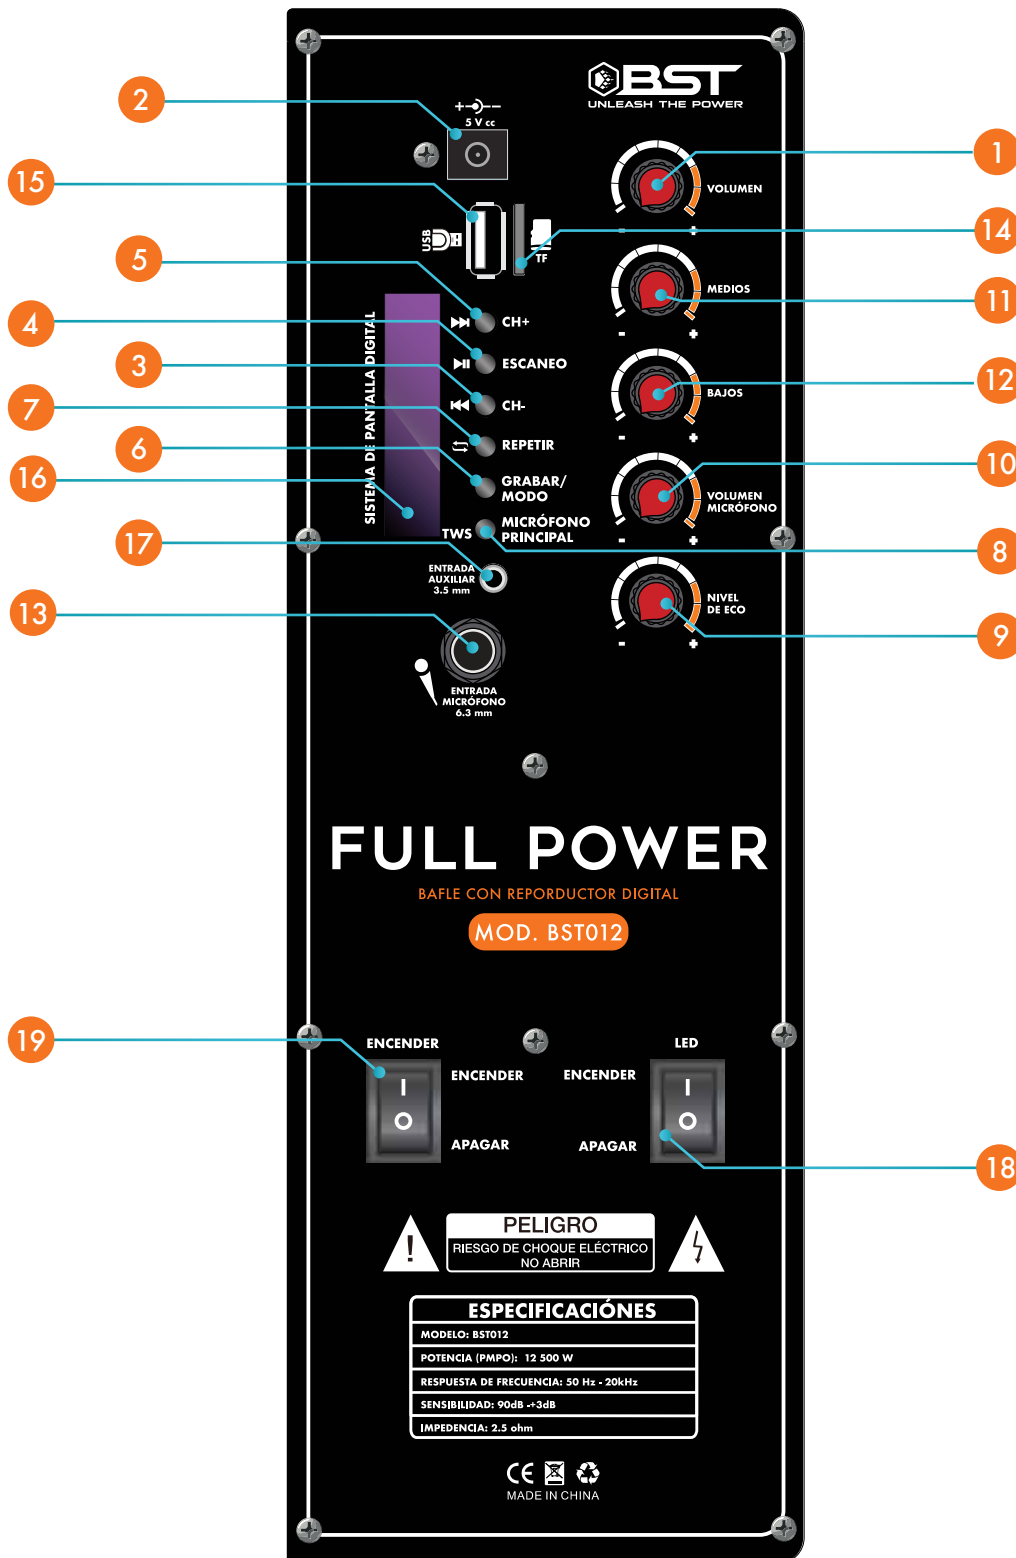 BST
UNLEASH THE POWER
2
+ - -
5 V cc
1
VOLUMEN
- +
15
USB
TF
14
5
CH+
MEDIOS
- +
11
4
ESCANEO
SISTEMA DE PANTALLA DIGITAL
3
CH-
BAJOS
- +
12
7
REPETIR
6
GRABAR/
MODO
VOLUMEN
MICRÓFONO
- +
10
16
TWS
MICRÓFONO
PRINCIPAL
8
17
ENTRADA
AUXILIAR
3.5 mm
NIVEL
DE ECO
- +
9
13
ENTRADA
MICRÓFONO
6.3 mm
FULL POWER
BAFLE CON REPORDUCTOR DIGITAL
MOD. BST012
19
ENCENDER
I
O
ENCENDER
APAGAR
LED
ENCENDER
APAGAR
I
O
18
!
PELIGRO
RIESGO DE CHOQUE ELÉCTRICO
NO ABRIR
ESPECIFICACIÓNES
MODELO: BST012
POTENCIA (PMPO): 12 500 W
RESPUESTA DE FRECUENCIA: 50 Hz - 20kHz
SENSIBILIDAD: 90dB -+3dB
IMPEDENCIA: 2.5 ohm
CE
MADE IN CHINA